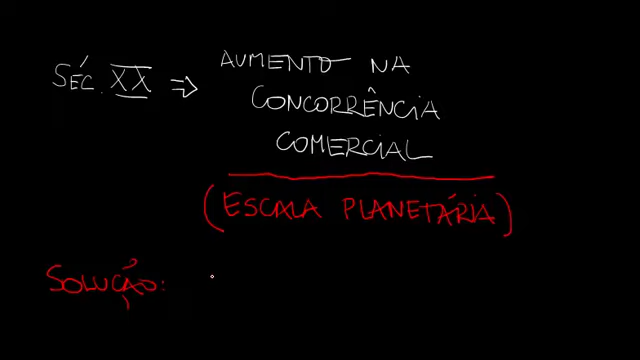 SÉC. XX ⇒ AUMENTO NA
CONCORRÊNCIA
COMERCIAL
(ESCALA PLANETÁRIA)
SOLUÇÃO: